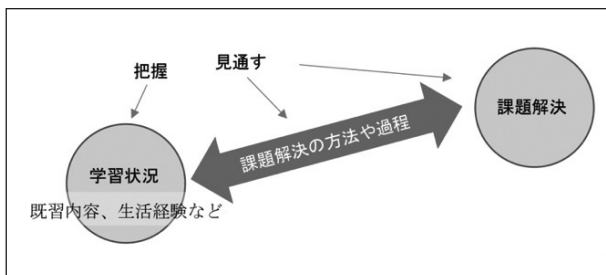 把握
見通す
課題解決
課題解決の方法や過程
学習状況
既習内容、生活経験など